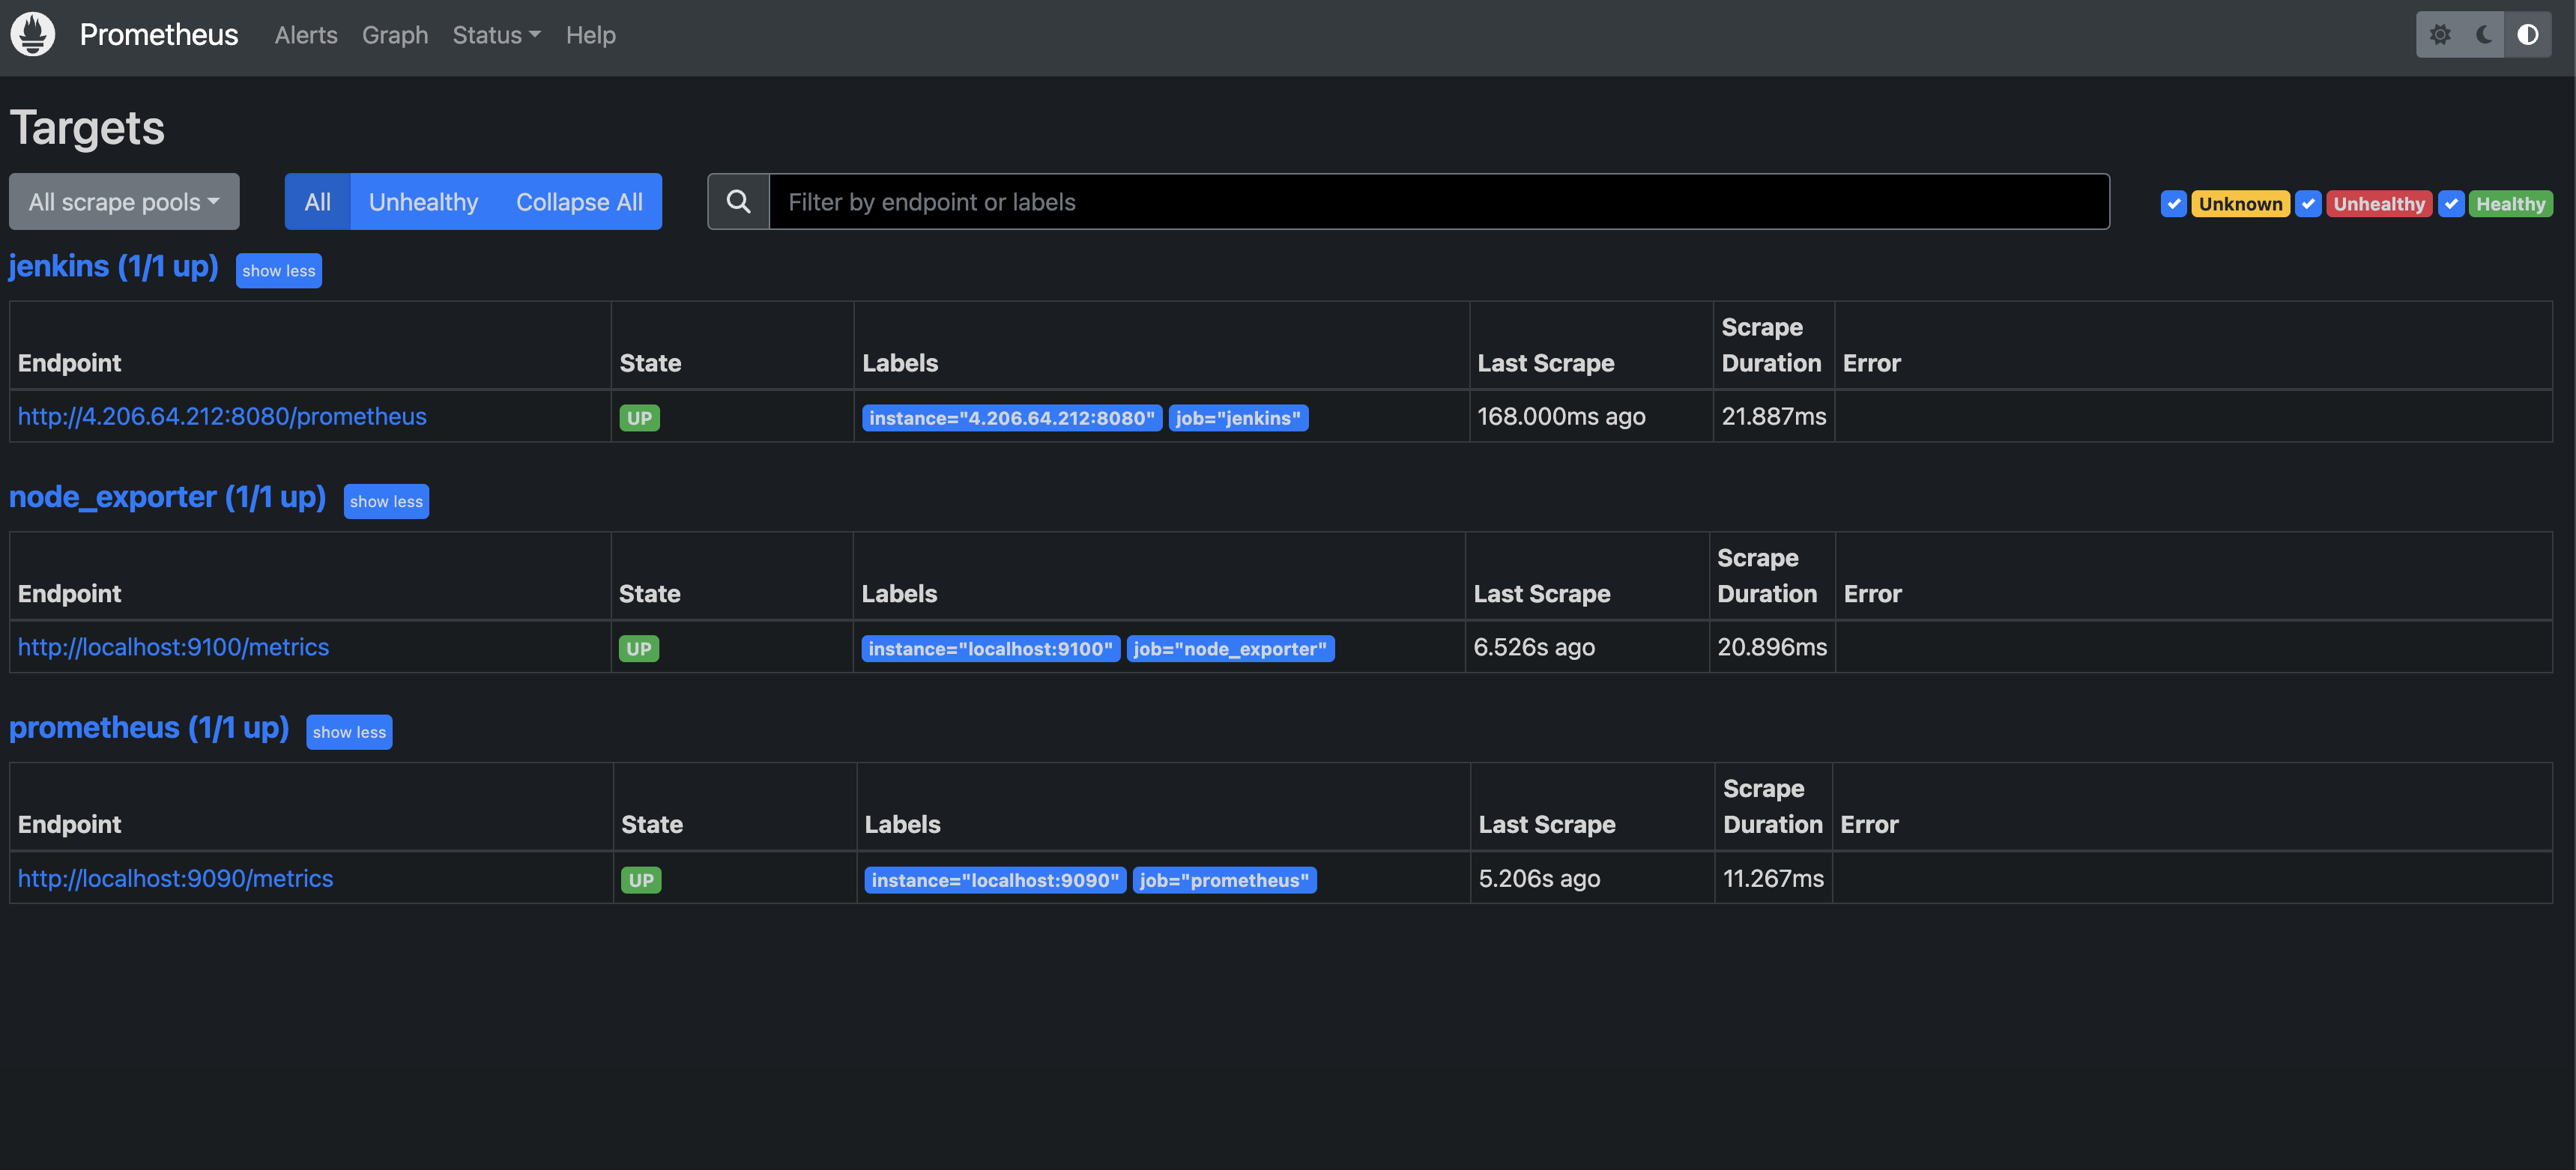 Prometheus Alerts Graph Status Help
Targets
All scrape pools All Unhealthy Collapse All Filter by endpoint or labels Unknown Unhealthy Healthy
jenkins (1/1 up) show less
Endpoint State Labels Last Scrape Scrape Duration Error
http://4.206.64.212:8080/prometheus UP instance="4.206.64.212:8080" job="jenkins" 168.000ms ago 21.887ms
node_exporter (1/1 up) show less
Endpoint State Labels Last Scrape Scrape Duration Error
http://localhost:9100/metrics UP instance="localhost:9100" job="node_exporter" 6.526s ago 20.896ms
prometheus (1/1 up) show less
Endpoint State Labels Last Scrape Scrape Duration Error
http://localhost:9090/metrics UP instance="localhost:9090" job="prometheus" 5.206s ago 11.267ms